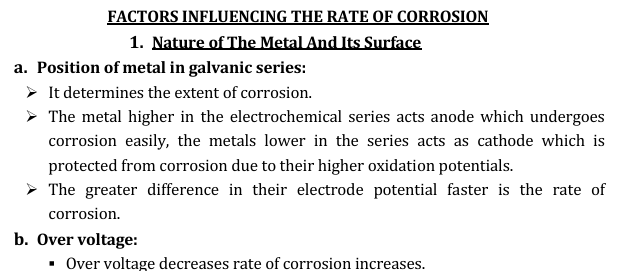 FACTORS INFLUENCING THE RATE OF CORROSION
1. Nature of The Metal And Its Surface
a. Position of metal in galvanic series:
➢ It determines the extent of corrosion.
➢ The metal higher in the electrochemical series acts anode which undergoes
corrosion easily, the metals lower in the series acts as cathode which is
protected from corrosion due to their higher oxidation potentials.
➢ The greater difference in their electrode potential faster is the rate of
corrosion.
b. Over voltage:
▪ Over voltage decreases rate of corrosion increases.